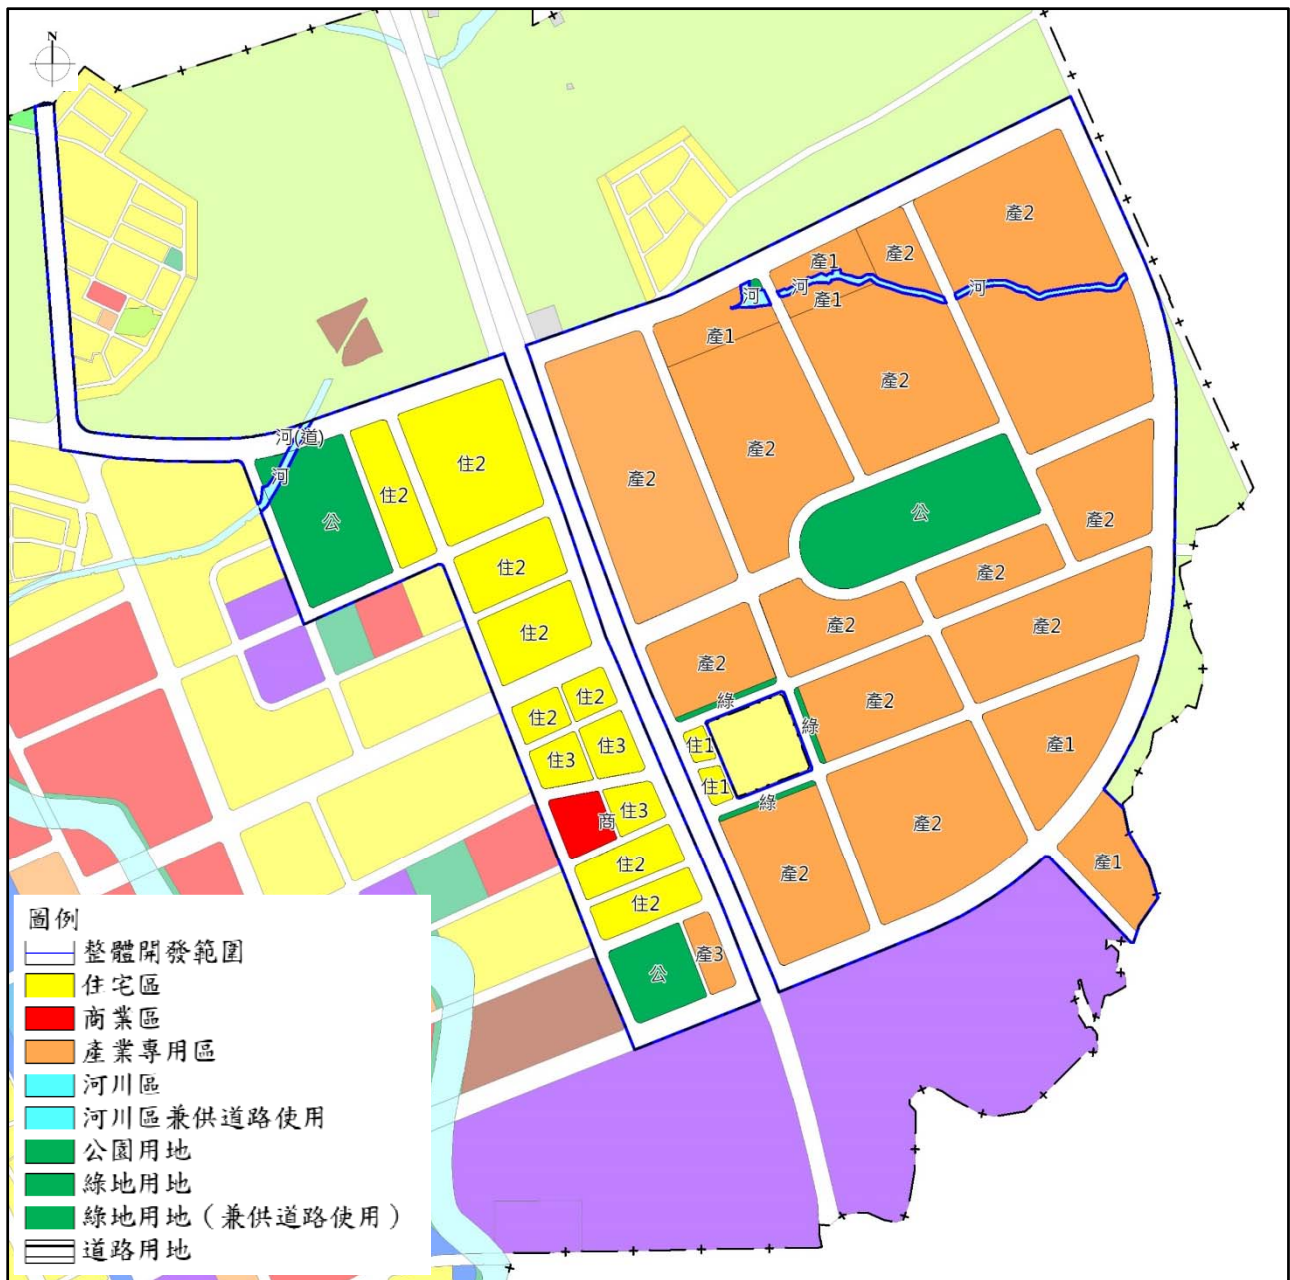 N
產2
產2
產1
河
河
產1
河
產1
產2
河(道)
住2
河
住2
產2
產2
公
公
產2
住2
產2
住2
產2
產2
產2
住2
住2
綠
產2
綠
住3
住3
住1
產1
住1
商
住3
綠
產2
住2
產2
產1
住2
產3
公
圖例
整體開發範圍
住宅區
商業區
產業專用區
河川區
河川區兼供道路使用
公園用地
綠地用地
綠地用地（兼供道路使用）
道路用地